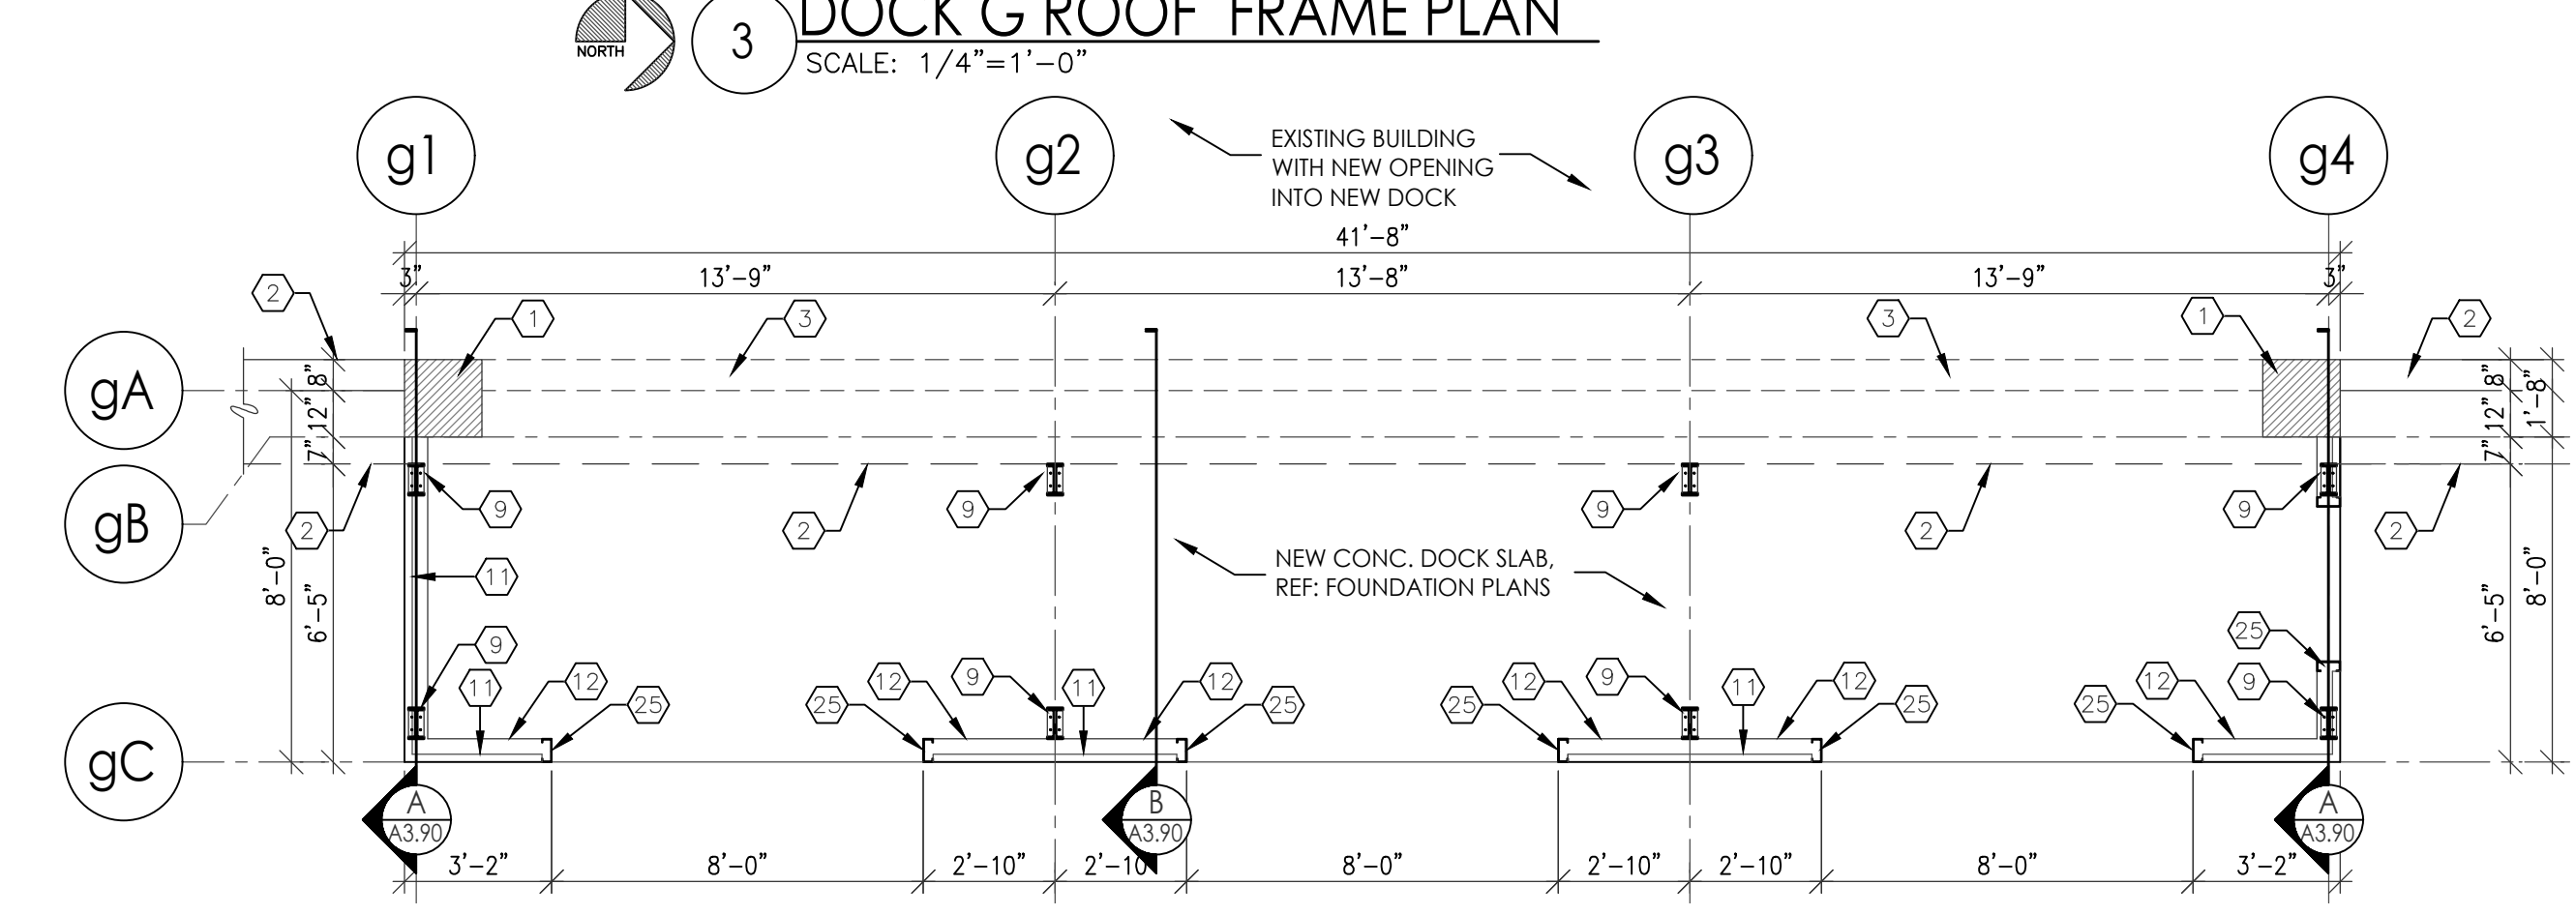 DOCK G ROOF FRAME PLAN
NORTH
3
SCALE: 1/4"=1'-0"
g1
g2
g3
g4
EXISTING BUILDING
WITH NEW OPENING
INTO NEW DOCK
41'-8"
3"
13'-9"
13'-8"
13'-9"
3"
2
1
3
3
1
2
gA
8"
12"
7"
8"
12"
7"
1'-8"
gB
2
9
2
9
9
2
9
2
8'-0"
6'-5"
11
NEW CONC. DOCK SLAB,
REF: FOUNDATION PLANS
6'-5"
8'-0"
9
11
12
25
25
12
9
11
12
25
25
12
9
11
12
25
25
12
25
9
gC
A
A3.90
B
A3.90
A
A3.90
3'-2"
8'-0"
2'-10"
2'-10
8'-0"
2'-10"
2'-10"
8'-0"
3'-2"